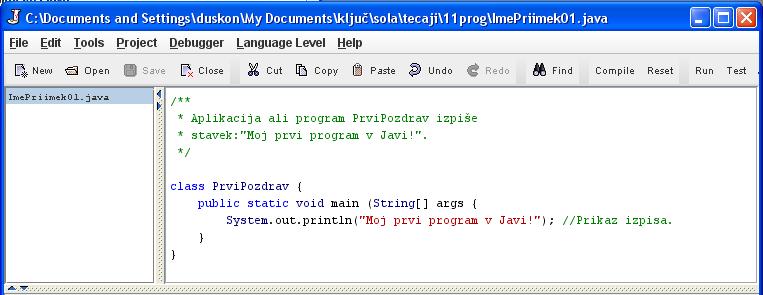 C:\Documents and Settings\duskon\My Documents\ključ\sola\tecaji\11prog\ImePriimek01.java
File Edit Tools Project Debugger Language Level Help
New Open Save Close Cut Copy Paste Undo Redo Find Compile Reset Run Test
ImePriimek01.java
/**
 * Aplikacija ali program PrviPozdrav izpiše
 * stavek:"Moj prvi program v Javi!".
 */
class PrviPozdrav {
    public static void main (String[] args {
        System.out.println("Moj prvi program v Javi!"); //Prikaz izpisa.
    }
}